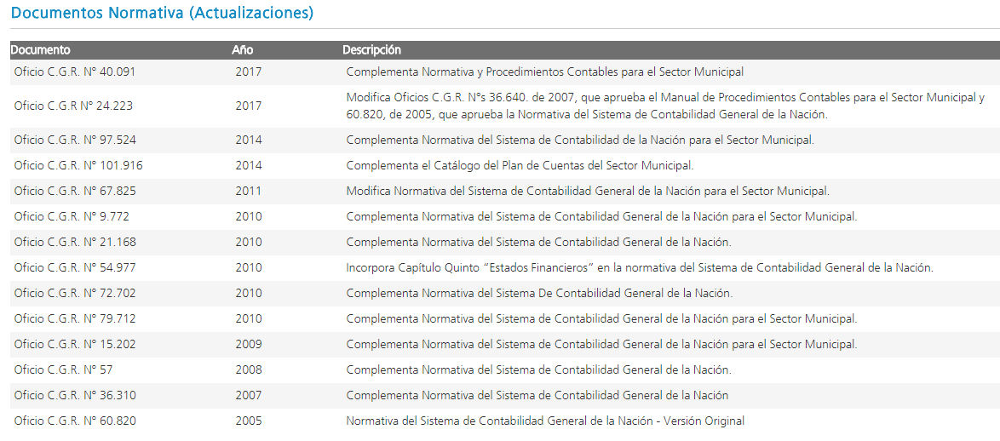 Documentos Normativa (Actualizaciones)
Documento Año Descripción
Oficio C.G.R. N° 40.091 2017 Complementa Normativa y Procedimientos Contables para el Sector Municipal
Oficio C.G.R N° 24.223 2017 Modifica Oficios C.G.R. N°s 36.640. de 2007, que aprueba el Manual de Procedimientos Contables para el Sector Municipal y
60.820, de 2005, que aprueba la Normativa del Sistema de Contabilidad General de la Nación.
Oficio C.G.R. N° 97.524 2014 Complementa Normativa del Sistema de Contabilidad de la Nación para el Sector Municipal.
Oficio C.G.R. N° 101.916 2014 Complementa el Catálogo del Plan de Cuentas del Sector Municipal.
Oficio C.G.R. N° 67.825 2011 Modifica Normativa del Sistema de Contabilidad General de la Nación para el Sector Municipal.
Oficio C.G.R. N° 9.772 2010 Complementa Normativa del Sistema de Contabilidad General de la Nación para el Sector Municipal.
Oficio C.G.R. N° 21.168 2010 Complementa Normativa del Sistema de Contabilidad General de la Nación.
Oficio C.G.R. N° 54.977 2010 Incorpora Capítulo Quinto “Estados Financieros” en la normativa del Sistema de Contabilidad General de la Nación.
Oficio C.G.R. N° 72.702 2010 Complementa Normativa del Sistema De Contabilidad General de la Nación.
Oficio C.G.R. N° 79.712 2010 Complementa Normativa del Sistema de Contabilidad General de la Nación para el Sector Municipal.
Oficio C.G.R. N° 15.202 2009 Complementa Normativa del Sistema de Contabilidad General de la Nación para el Sector Municipal.
Oficio C.G.R. N° 57 2008 Complementa Normativa del Sistema de Contabilidad General de la Nación.
Oficio C.G.R. N° 36.310 2007 Complementa Normativa del Sistema de Contabilidad General de la Nación
Oficio C.G.R. N° 60.820 2005 Normativa del Sistema de Contabilidad General de la Nación - Versión Original